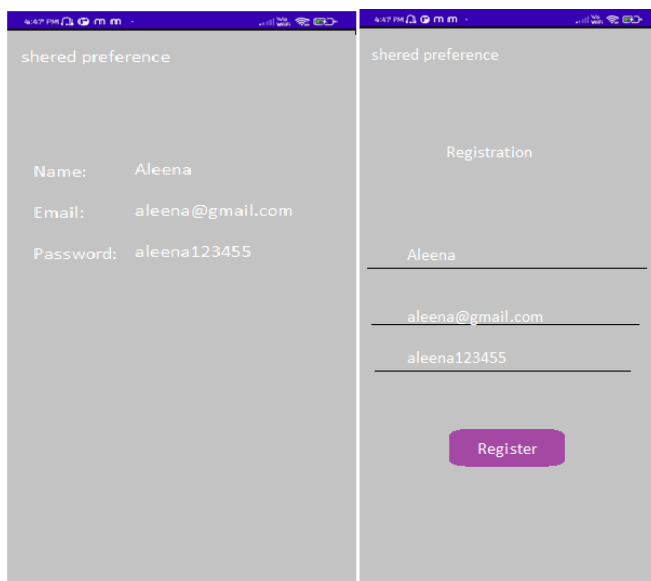 4:47 PM
shered preference
Name: Aleena
Email: aleena@gmail.com
Password: aleena123455
4:47 PM
shered preference
Registration
Aleena
aleena@gmail.com
aleena123455
Register